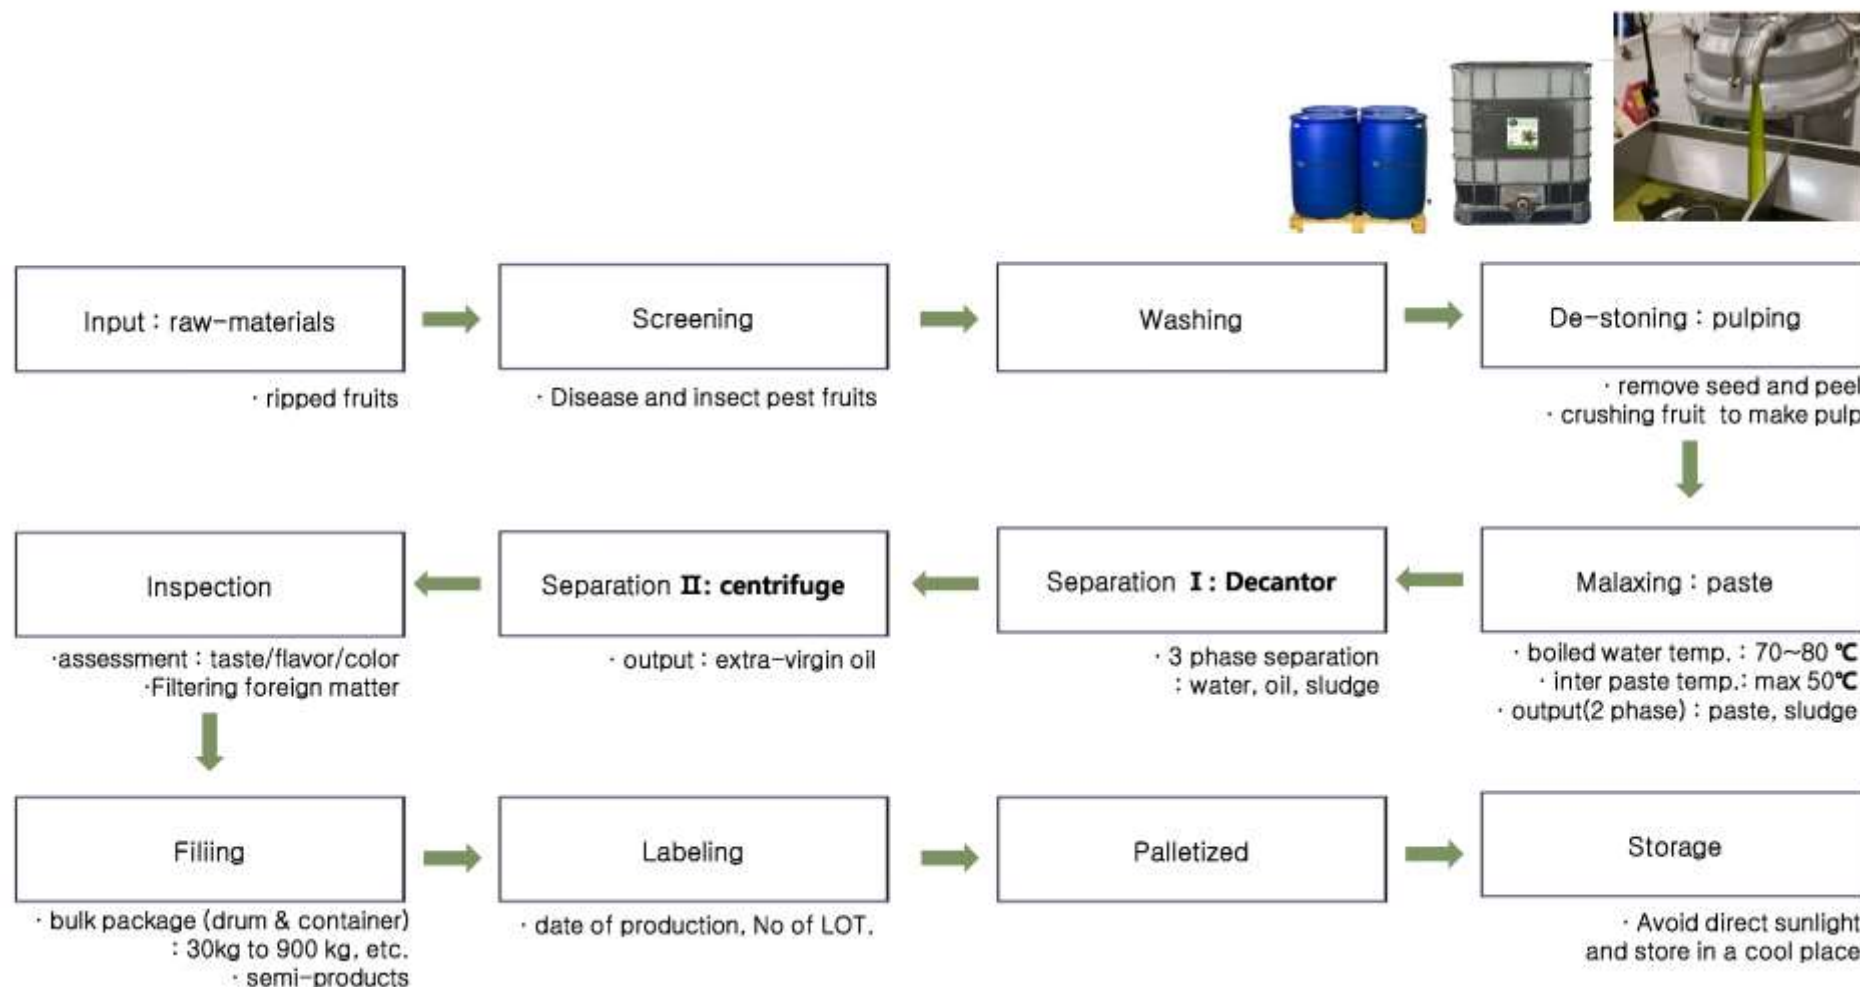 Input : raw-materials
· ripped fruits
Screening
· Disease and insect pest fruits
Washing
De-stoning : pulping
· remove seed and peel
· crushing fruit to make pulp
Malaxing : paste
· boiled water temp. : 70~80 ℃
· inter paste temp.: max 50℃
· output(2 phase) : paste, sludge
Separation Ⅰ : Decantor
· 3 phase separation
: water, oil, sludge
Separation Ⅱ: centrifuge
· output : extra-virgin oil
Inspection
·assessment : taste/flavor/color
·Filtering foreign matter
Filiing
· bulk package (drum & container)
: 30kg to 900 kg, etc.
· semi-products
Labeling
· date of production, No of LOT.
Palletized
Storage
· Avoid direct sunlight
and store in a cool place